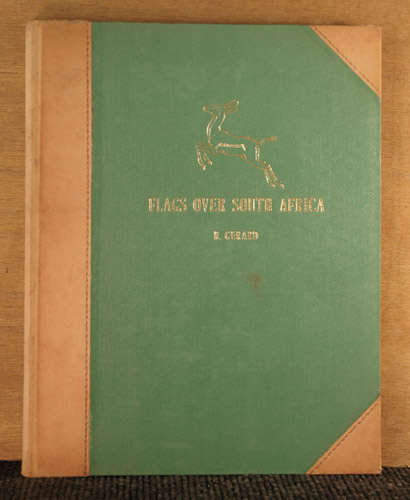 FLAGS OVER SOUTH AFRICA
R. GERARD